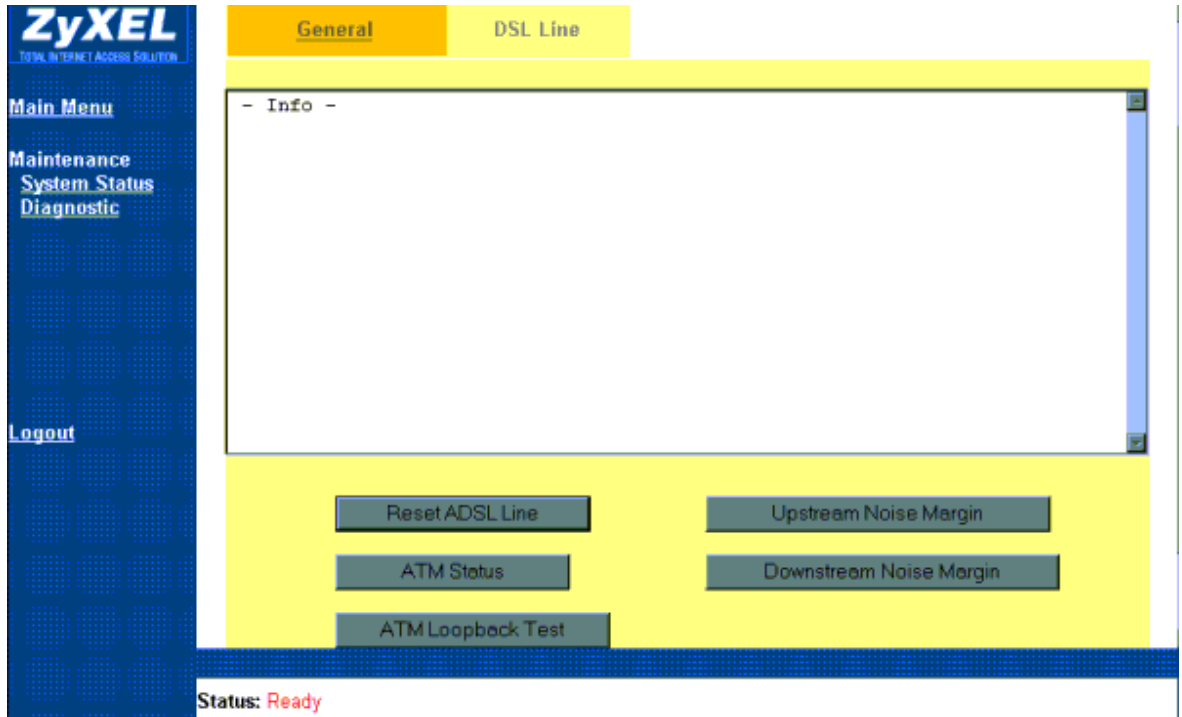 ZyXEL
TOTAL INTERNET ACCESS SOLUTION
General
DSL Line
Main Menu
Maintenance
System Status
Diagnostic
Logout
- Info -
Reset ADSL Line
Upstream Noise Margin
ATM Status
Downstream Noise Margin
ATM Loopback Test
Status: Ready